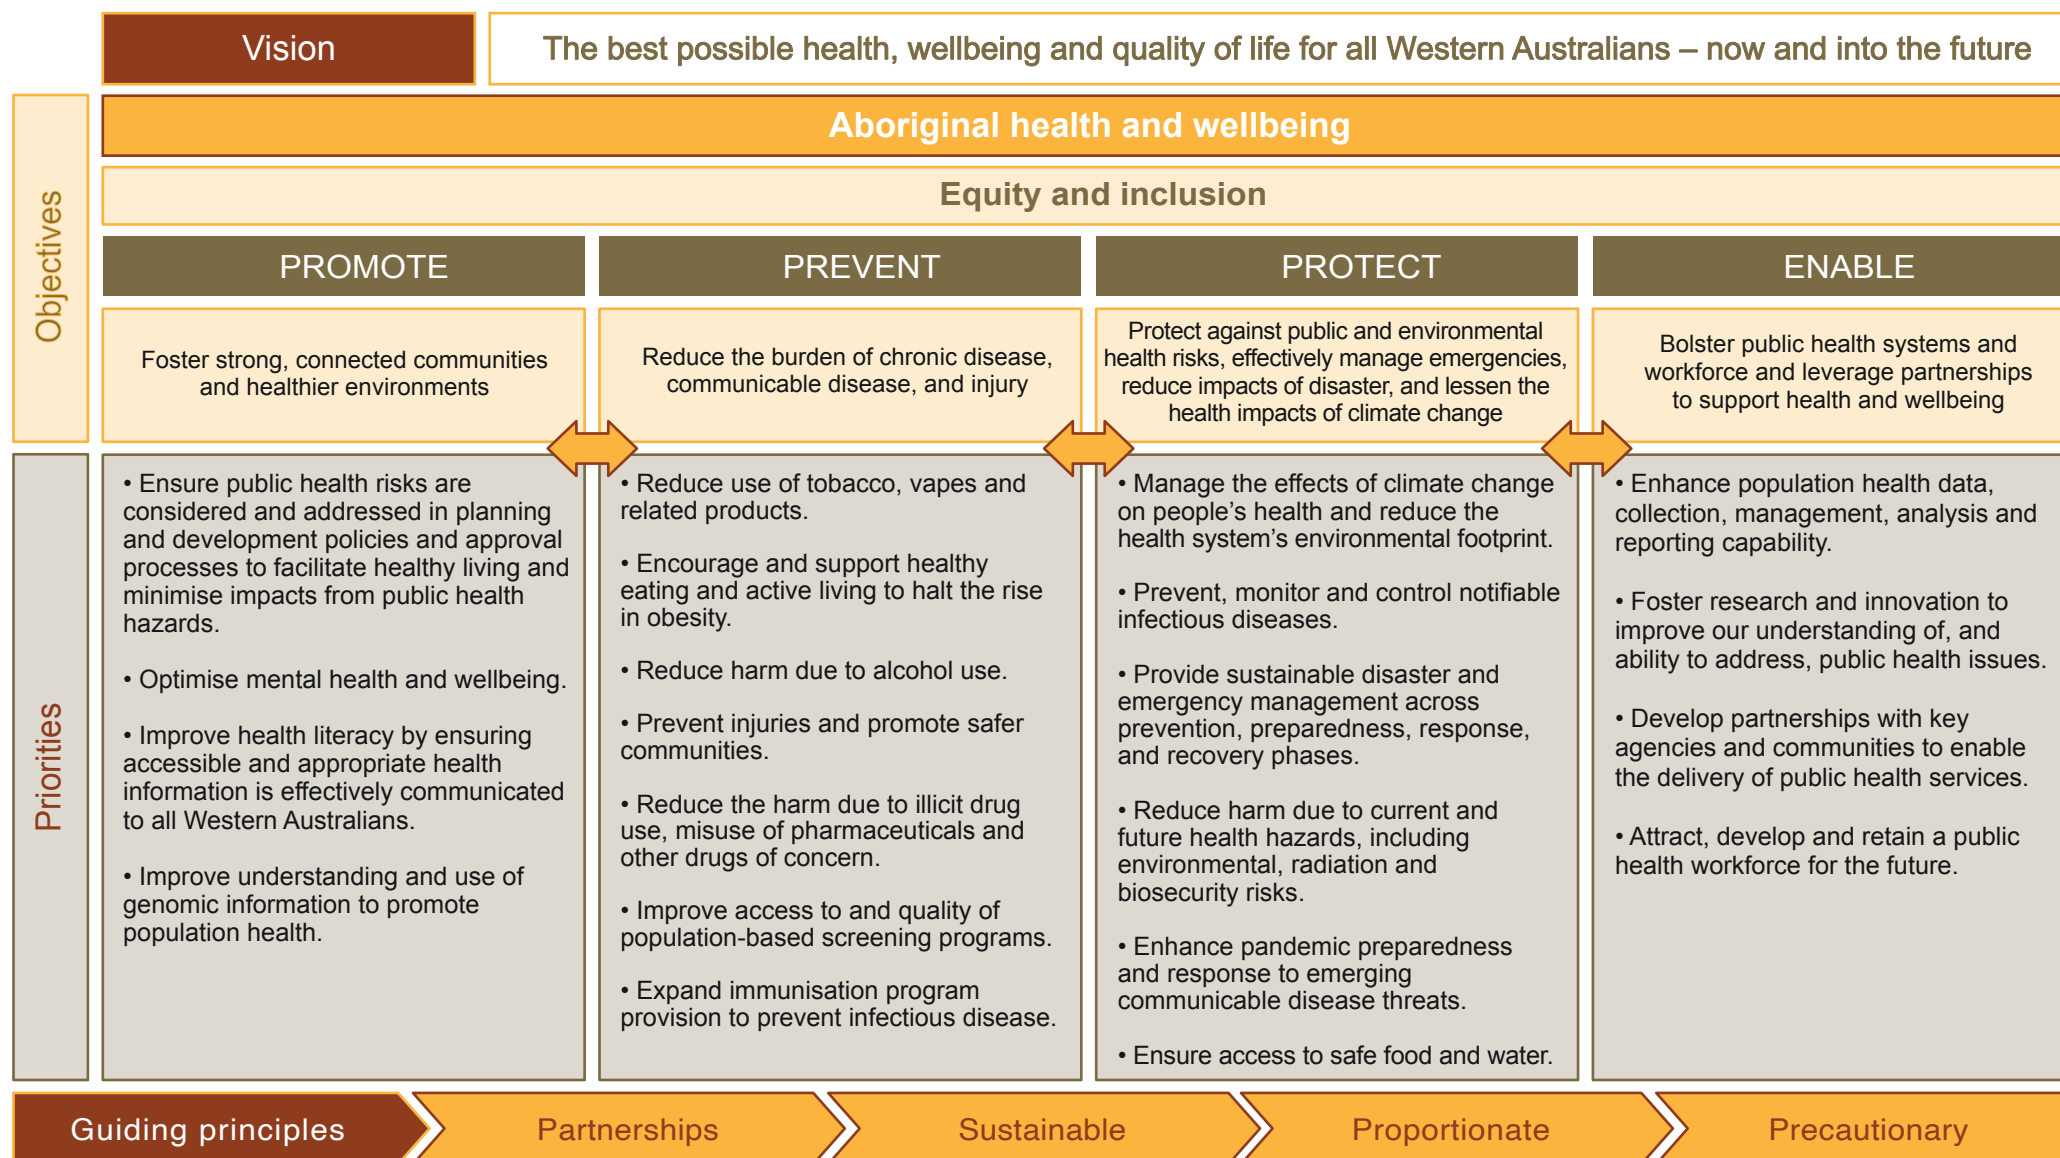 Vision
The best possible health, wellbeing and quality of life for all Western Australians – now and into the future
Objectives
Aboriginal health and wellbeing
Equity and inclusion
PROMOTE
Foster strong, connected communities
and healthier environments
PREVENT
Reduce the burden of chronic disease,
communicable disease, and injury
PROTECT
Protect against public and environmental
health risks, effectively manage emergencies,
reduce impacts of disaster, and lessen the
health impacts of climate change
ENABLE
Bolster public health systems and
workforce and leverage partnerships
to support health and wellbeing
Priorities
• Ensure public health risks are
considered and addressed in planning
and development policies and approval
processes to facilitate healthy living and
minimise impacts from public health
hazards.
• Optimise mental health and wellbeing.
• Improve health literacy by ensuring
accessible and appropriate health
information is effectively communicated
to all Western Australians.
• Improve understanding and use of
genomic information to promote
population health.
• Reduce use of tobacco, vapes and
related products.
• Encourage and support healthy
eating and active living to halt the rise
in obesity.
• Reduce harm due to alcohol use.
• Prevent injuries and promote safer
communities.
• Reduce the harm due to illicit drug
use, misuse of pharmaceuticals and
other drugs of concern.
• Improve access to and quality of
population-based screening programs.
• Expand immunisation program
provision to prevent infectious disease.
• Manage the effects of climate change
on people’s health and reduce the
health system’s environmental footprint.
• Prevent, monitor and control notifiable
infectious diseases.
• Provide sustainable disaster and
emergency management across
prevention, preparedness, response,
and recovery phases.
• Reduce harm due to current and
future health hazards, including
environmental, radiation and
biosecurity risks.
• Enhance pandemic preparedness
and response to emerging
communicable disease threats.
• Ensure access to safe food and water.
• Enhance population health data,
collection, management, analysis and
reporting capability.
• Foster research and innovation to
improve our understanding of, and
ability to address, public health issues.
• Develop partnerships with key
agencies and communities to enable
the delivery of public health services.
• Attract, develop and retain a public
health workforce for the future.
Guiding principles
Partnerships
Sustainable
Proportionate
Precautionary